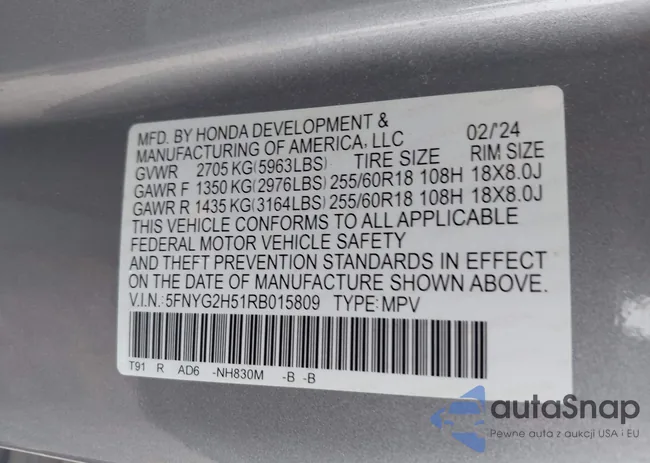 MFD. BY HONDA DEVELOPMENT &
MANUFACTURING OF AMERICA, LLC 02/'24
GVWR 2705 KG(5963LBS) TIRE SIZE RIM SIZE
GAWR F 1350 KG(2976LBS) 255/60R18 108H 18X8.0J
GAWR R 1435 KG(3164LBS) 255/60R18 108H 18X8.0J
THIS VEHICLE CONFORMS TO ALL APPLICABLE
FEDERAL MOTOR VEHICLE SAFETY
AND THEFT PREVENTION STANDARDS IN EFFECT
ON THE DATE OF MANUFACTURE SHOWN ABOVE.
V.I.N.:5FNYG2H51RB015809 TYPE:MPV
T91 R AD6 -NH830M -B -B
autaSnap
Pewne auta z aukcji USA i EU